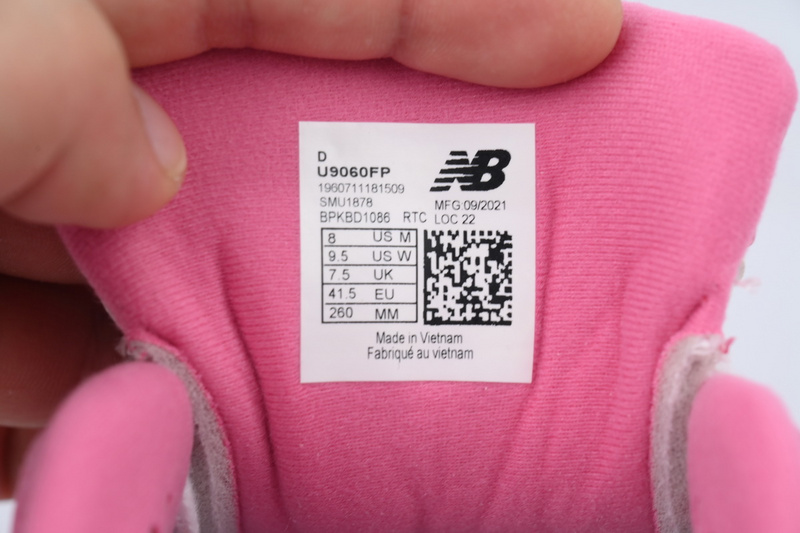 D
U9060FP
1960711181509
SMU1878
BPKBD1086 RTC
NB
MFG:09/2021
LOC 22
8 US M
9.5 US W
7.5 UK
41.5 EU
260 MM
Made in Vietnam
Fabriqué au vietnam